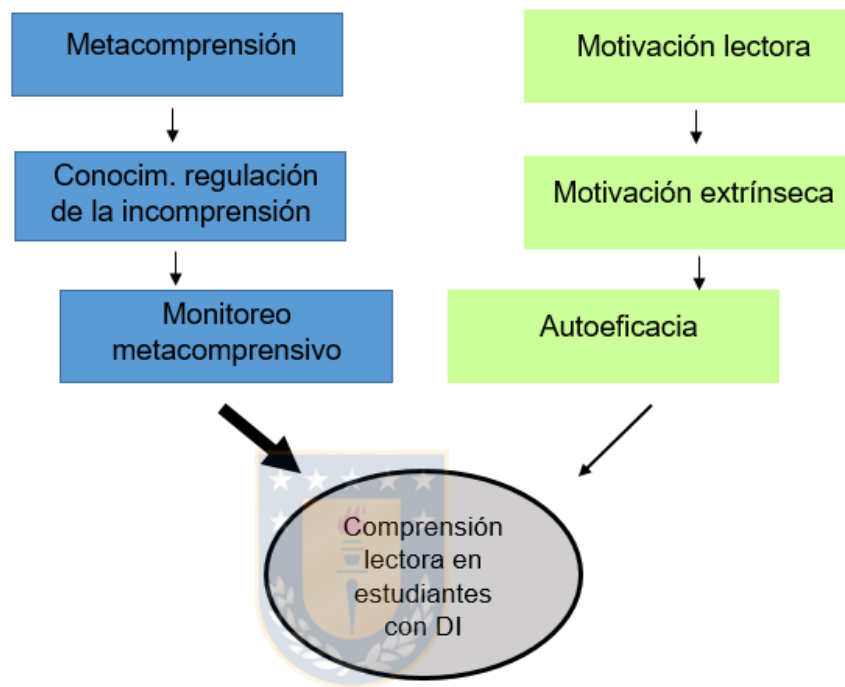 Metacomprensión
Motivación lectora
Conocim. regulación
de la incomprensión
Motivación extrínseca
Monitoreo
metacomprensivo
Autoeficacia
Comprensión
lectora en
estudiantes
con DI